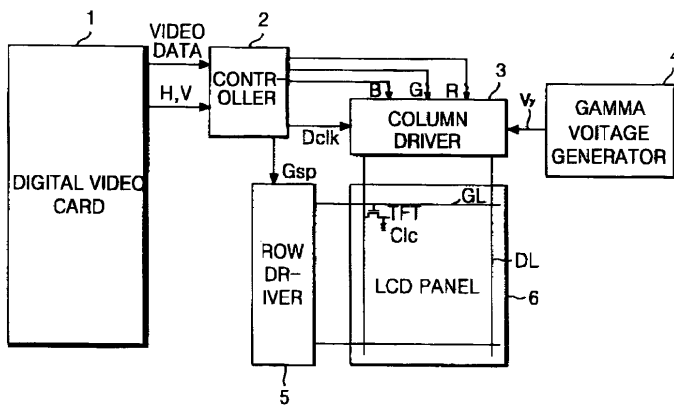 1
VIDEO
DATA
H,V
DIGITAL VIDEO
CARD
2
CONTR-
OLLER
B G R
3
Dclk
COLUMN
DRIVER
Vγ
4
GAMMA
VOITAGE
GENERATOR
Gsp
GL
TFT
Clc
ROW
DR-
IVER
LCD PANEL
DL
6
5